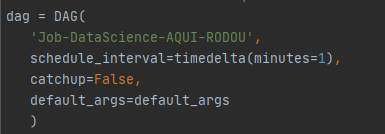 dag = DAG(
'Job-DataScience-AQUI-RODOU',
schedule_interval=timedelta(minutes=1),
catchup=False,
default_args=default_args
)